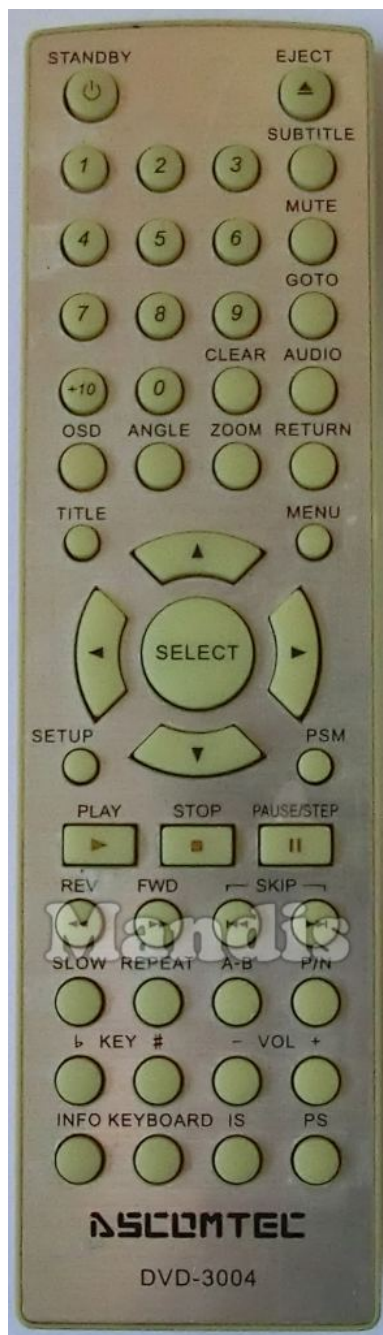 STANDBY EJECT
SUBTITLE
1 2 3
MUTE
4 5 6
GOTO
7 8 9
CLEAR AUDIO
+10 0
OSD ANGLE ZOOM RETURN
TITLE MENU
SELECT
SETUP PSM
PLAY STOP PAUSE/STEP
REV FWD SKIP
Mandis
SLOW REPEAT A-B P/N
♭ KEY # - VOL +
INFO KEYBOARD IS PS
ASCOMTEC
DVD-3004